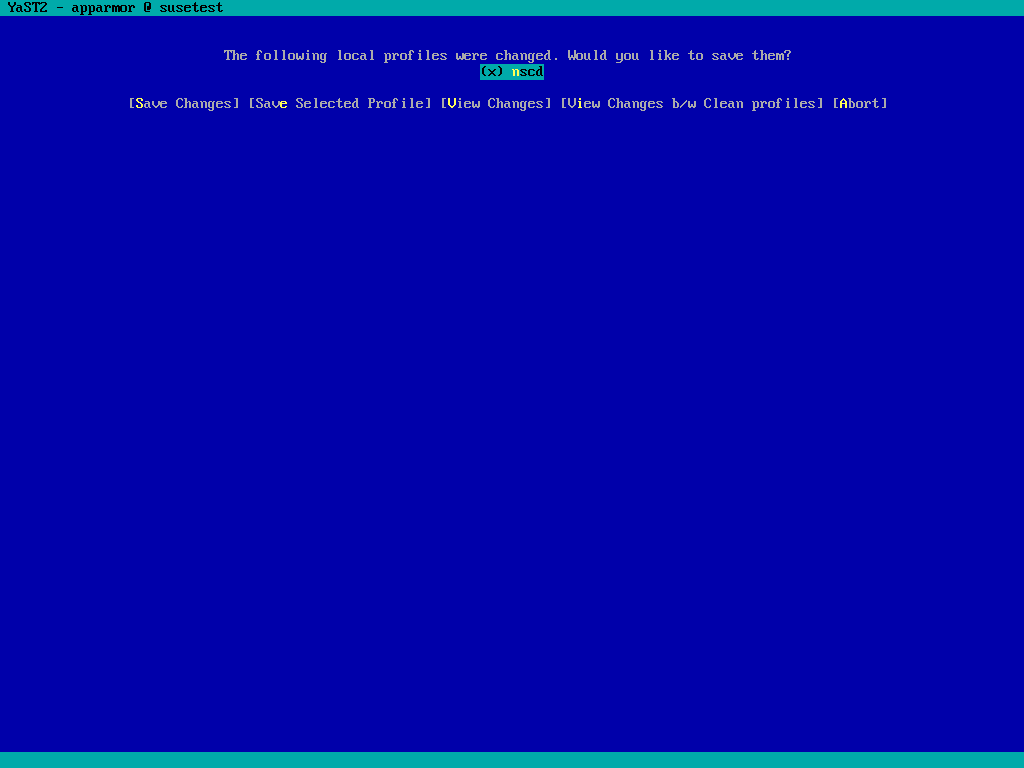 YaST2 - apparmor @ susetest
The following local profiles were changed. Would you like to save them?
(x) nscd
[Save Changes] [Save Selected Profile] [View Changes] [View Changes b/w Clean profiles] [Abort]